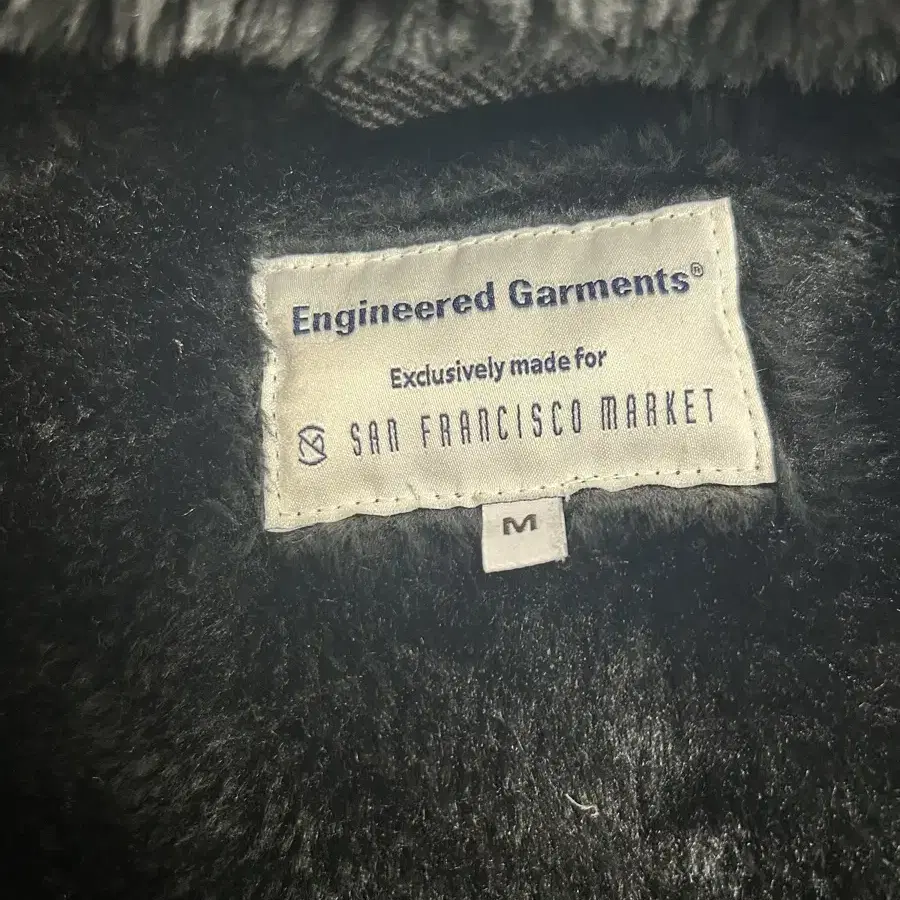 Engineered Garments®
Exclusively made for
SAN FRANCISCO MARKET
M